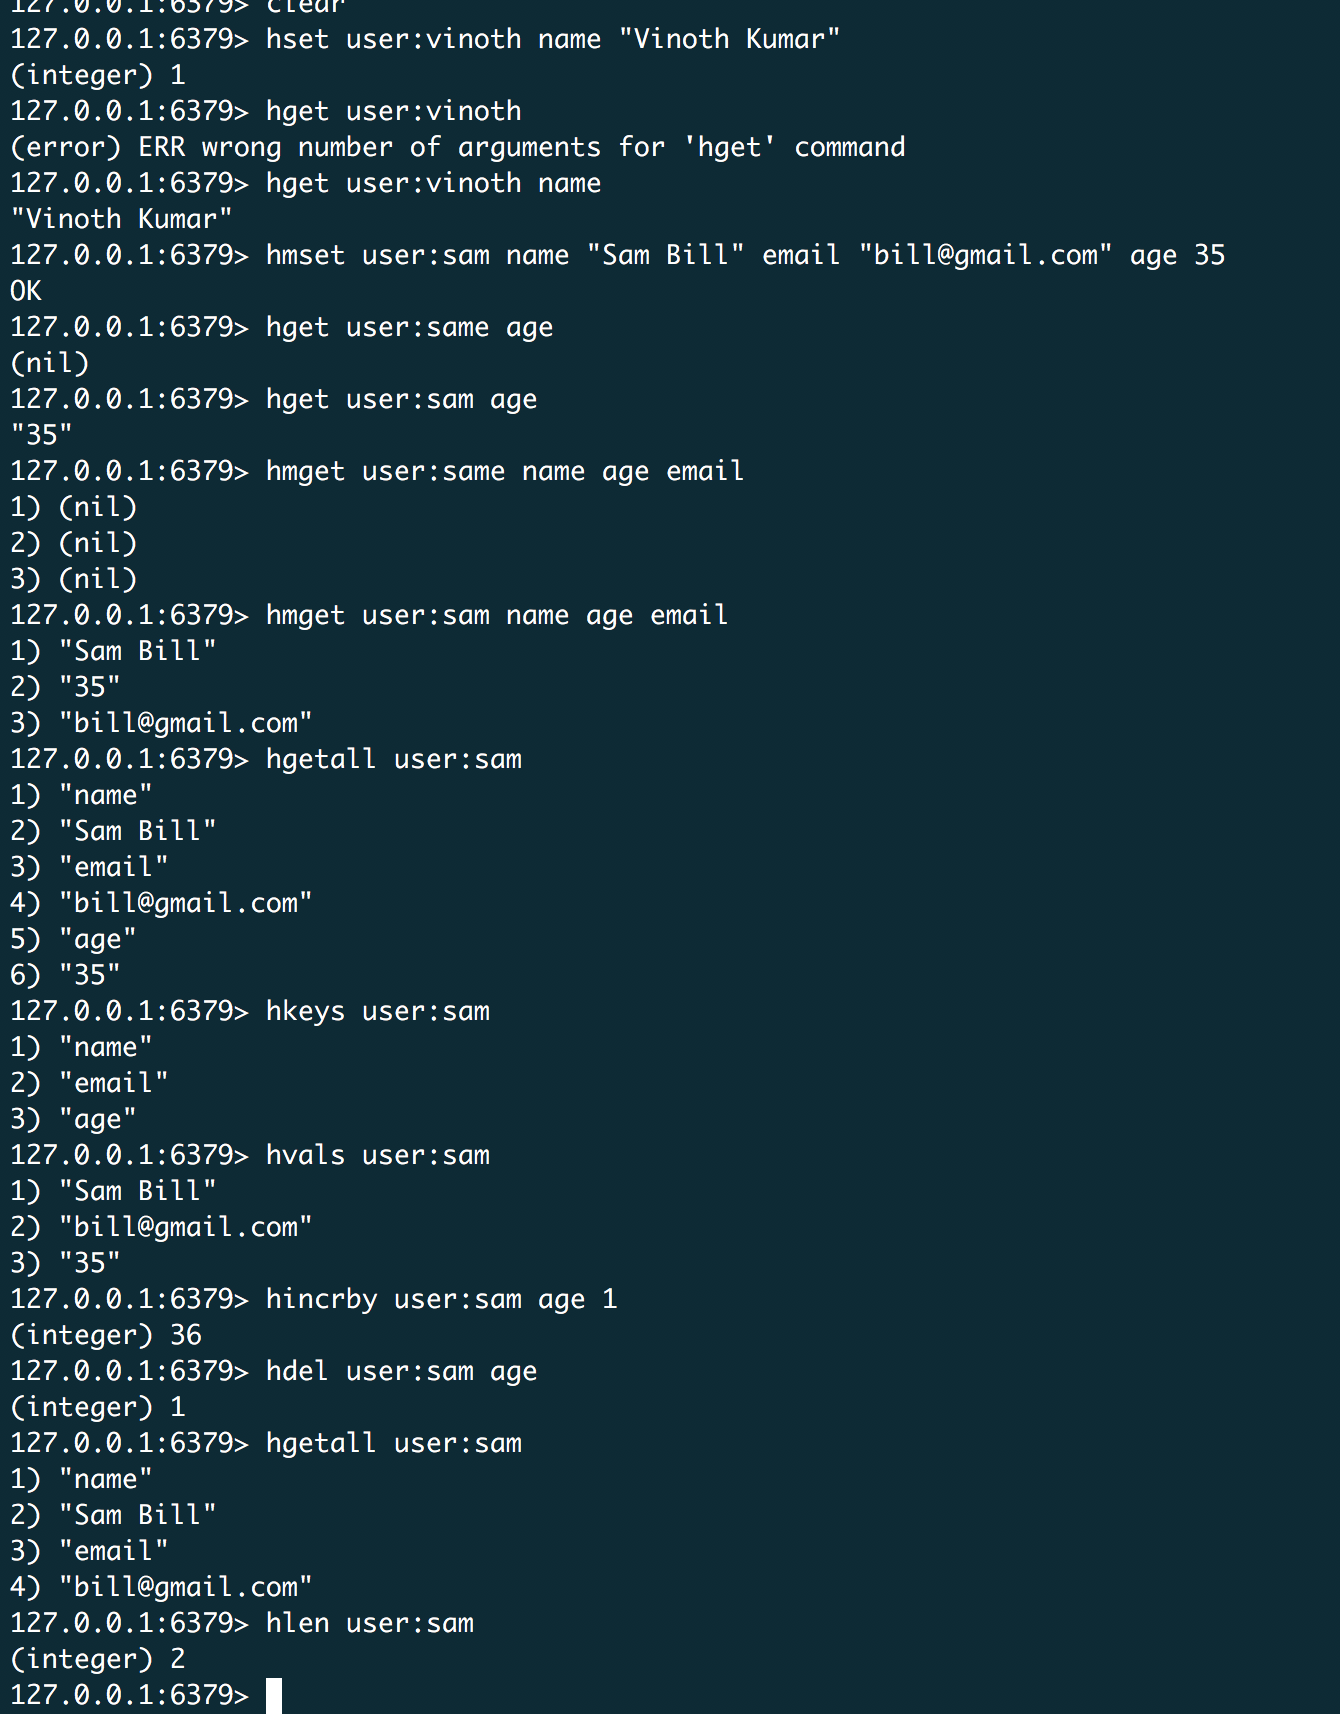 127.0.0.1:6379> clear
127.0.0.1:6379> hset user:vinoth name "Vinoth Kumar"
(integer) 1
127.0.0.1:6379> hget user:vinoth
(error) ERR wrong number of arguments for 'hget' command
127.0.0.1:6379> hget user:vinoth name
"Vinoth Kumar"
127.0.0.1:6379> hmset user:sam name "Sam Bill" email "bill@gmail.com" age 35
OK
127.0.0.1:6379> hget user:same age
(nil)
127.0.0.1:6379> hget user:sam age
"35"
127.0.0.1:6379> hmget user:same name age email
1) (nil)
2) (nil)
3) (nil)
127.0.0.1:6379> hmget user:sam name age email
1) "Sam Bill"
2) "35"
3) "bill@gmail.com"
127.0.0.1:6379> hgetall user:sam
1) "name"
2) "Sam Bill"
3) "email"
4) "bill@gmail.com"
5) "age"
6) "35"
127.0.0.1:6379> hkeys user:sam
1) "name"
2) "email"
3) "age"
127.0.0.1:6379> hvals user:sam
1) "Sam Bill"
2) "bill@gmail.com"
3) "35"
127.0.0.1:6379> hincrby user:sam age 1
(integer) 36
127.0.0.1:6379> hdel user:sam age
(integer) 1
127.0.0.1:6379> hgetall user:sam
1) "name"
2) "Sam Bill"
3) "email"
4) "bill@gmail.com"
127.0.0.1:6379> hlen user:sam
(integer) 2
127.0.0.1:6379>